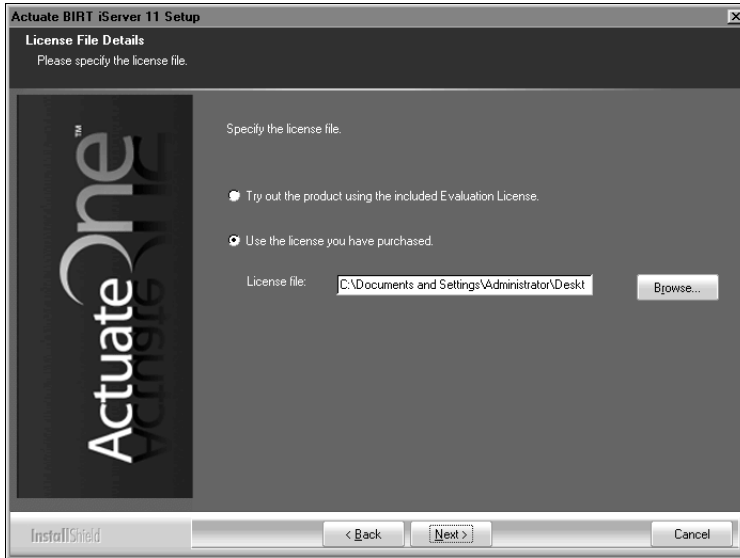 Actuate BIRT iServer 11 Setup
License File Details
Please specify the license file.
ActuateOne™
Specify the license file.
Try out the product using the included Evaluation License.
Use the license you have purchased.
License file: C:\Documents and Settings\Administrator\Deskt Browse...
InstallShield < Back Next > Cancel